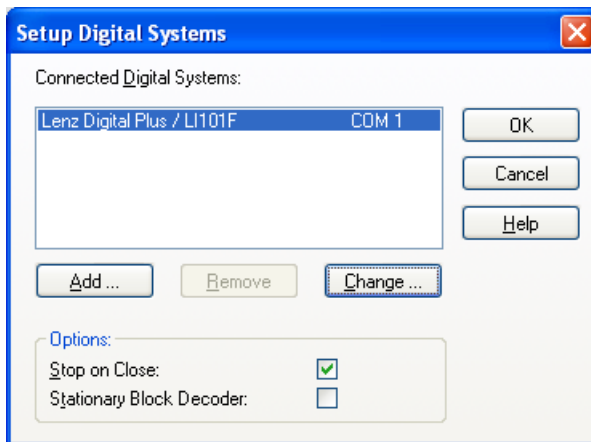 Setup Digital Systems
Connected Digital Systems:
Lenz Digital Plus / LI101F COM 1
OK
Cancel
Help
Add ... Remove Change ...
Options:
Stop on Close:
Stationary Block Decoder: